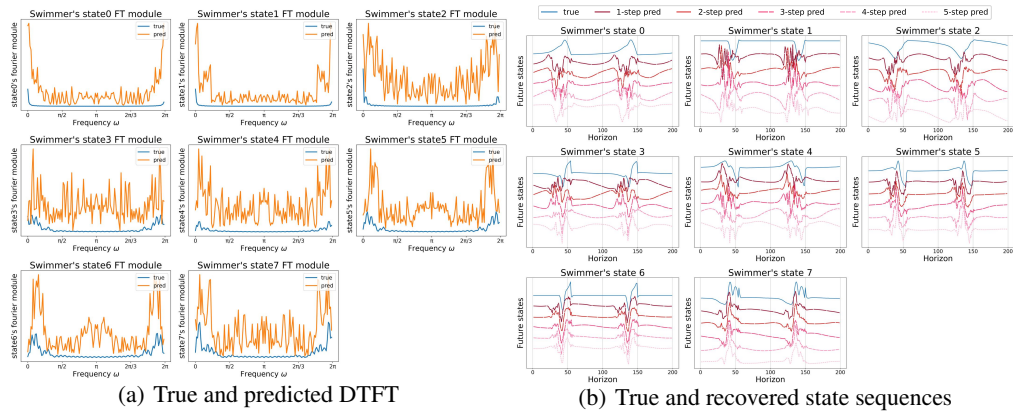 Swimmer's state0 FT module
state0's fourier module
true
pred
0 π/2 π 2π/3 2π
Frequency ω
Swimmer's state1 FT module
state1's fourier module
true
pred
0 π/2 π 2π/3 2π
Frequency ω
Swimmer's state2 FT module
state2's fourier module
true
pred
0 π/2 π 2π/3 2π
Frequency ω
Swimmer's state3 FT module
state3's fourier module
true
pred
0 π/2 π 2π/3 2π
Frequency ω
Swimmer's state4 FT module
state4's fourier module
true
pred
0 π/2 π 2π/3 2π
Frequency ω
Swimmer's state5 FT module
state5's fourier module
true
pred
0 π/2 π 2π/3 2π
Frequency ω
Swimmer's state6 FT module
state6's fourier module
true
pred
0 π/2 π 2π/3 2π
Frequency ω
Swimmer's state7 FT module
state7's fourier module
true
pred
0 π/2 π 2π/3 2π
Frequency ω
(a) True and predicted DTFT
true 1-step pred 2-step pred 3-step pred 4-step pred 5-step pred
Swimmer's state 0
Future states
0 50 100 150 200
Horizon
Swimmer's state 1
Future states
0 50 100 150 200
Horizon
Swimmer's state 2
Future states
0 50 100 150 200
Horizon
Swimmer's state 3
Future states
0 50 100 150 200
Horizon
Swimmer's state 4
Future states
0 50 100 150 200
Horizon
Swimmer's state 5
Future states
0 50 100 150 200
Horizon
Swimmer's state 6
Future states
0 50 100 150 200
Horizon
Swimmer's state 7
Future states
0 50 100 150 200
Horizon
(b) True and recovered state sequences